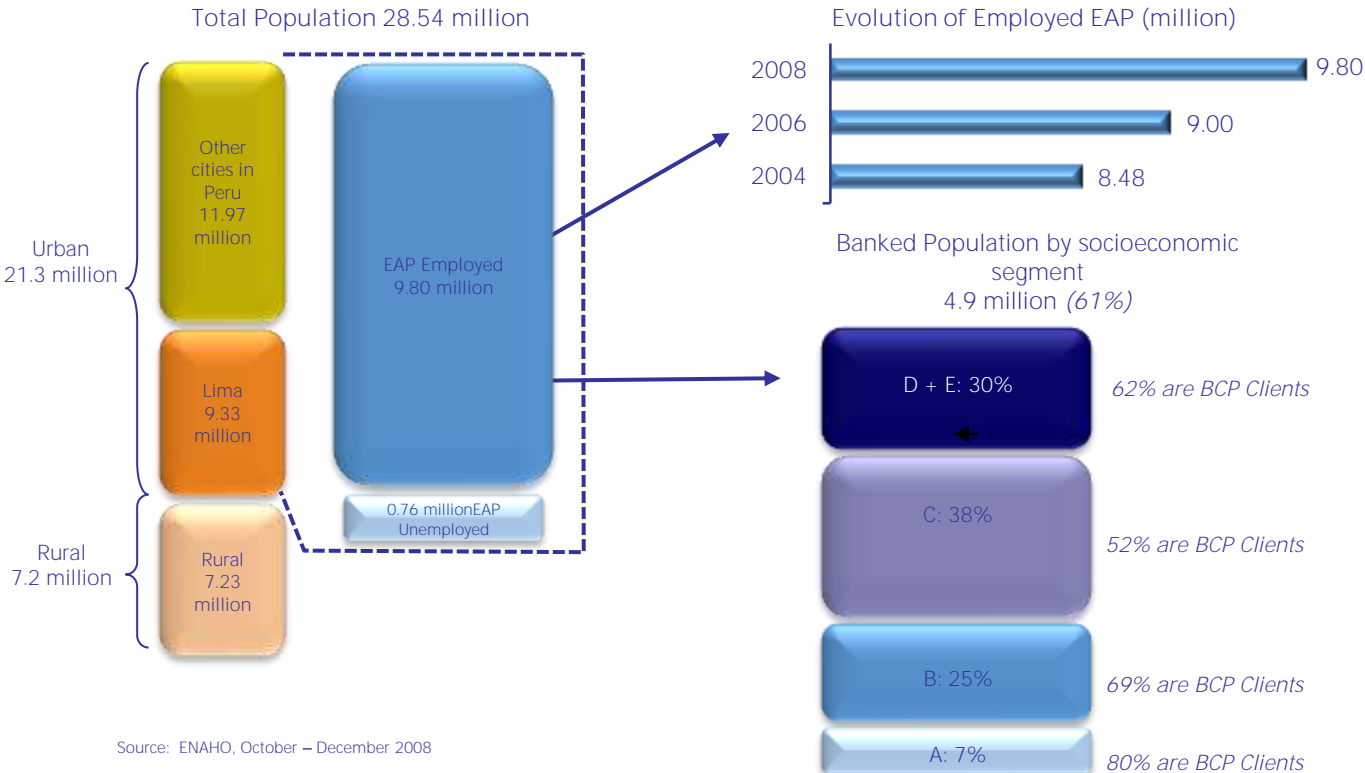 Total Population 28.54 million
Other
cities in
Peru
11.97
million
Urban
21.3 million
Lima
9.33
million
Rural
7.2 million
Rural
7.23
million
EAP Employed
9.80 million
0.76 millionEAP
Unemployed
Source: ENAHO, October – December 2008
Evolution of Employed EAP (million)
2008
9.80
2006
9.00
2004
8.48
Banked Population by socioeconomic
segment
4.9 million (61%)
D + E: 30%
62% are BCP Clients
C: 38%
52% are BCP Clients
B: 25%
69% are BCP Clients
A: 7%
80% are BCP Clients